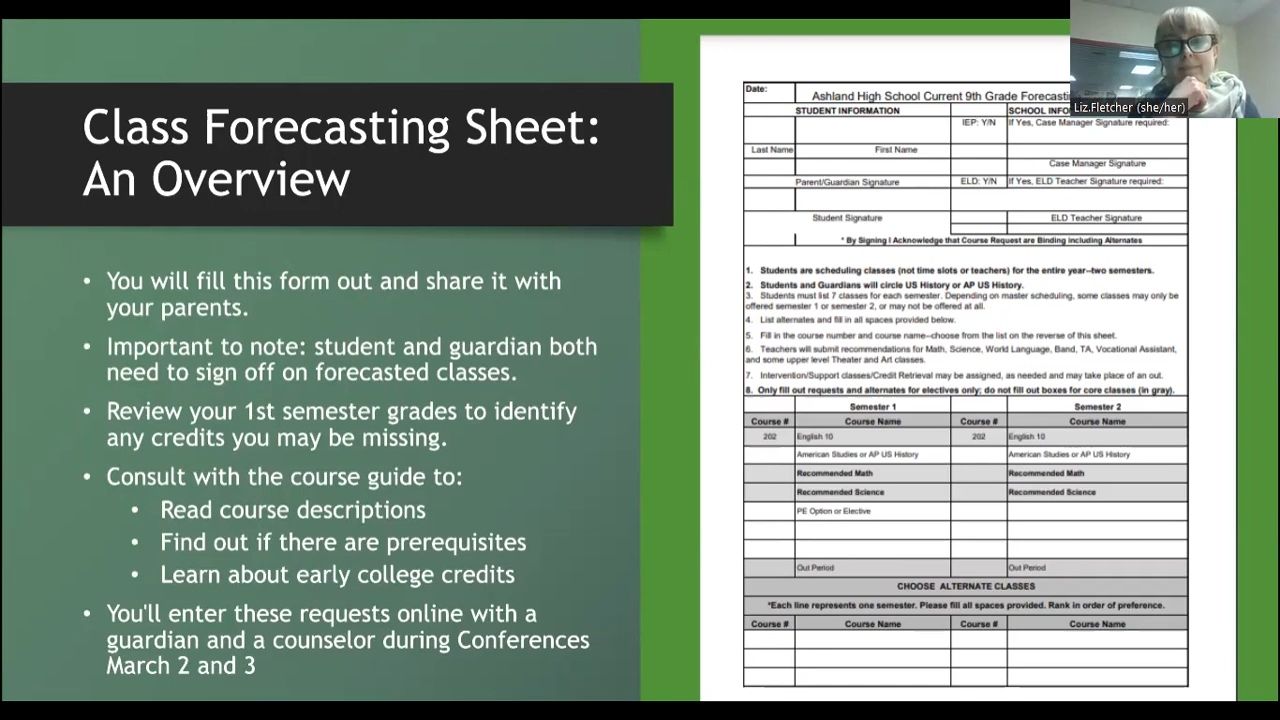 Class Forecasting Sheet:
An Overview
• You will fill this form out and share it with
your parents.
• Important to note: student and guardian both
need to sign off on forecasted classes.
• Review your 1st semester grades to identify
any credits you may be missing.
• Consult with the course guide to:
• Read course descriptions
• Find out if there are prerequisites
• Learn about early college credits
• You'll enter these requests online with a
guardian and a counselor during Conferences
March 2 and 3
Liz.Fletcher (she/her)
Date:
Ashland High School Current 9th Grade
STUDENT INFORMATION
SCHOOL
IEP: Y/N If Yes, Case Manager Signature required:
Last Name First Name
Case Manager Signature
Parent/Guardian Signature ELD: Y/N If Yes, ELD Teacher Signature required:
Student Signature ELD Teacher Signature
* By Signing I Acknowledge that Course Request are Binding including Alternates
1. Students are scheduling classes (not time slots or teachers) for the entire year--two semesters.
2. Students and Guardians will circle US History or AP US History.
3. Students must list 7 classes for each semester. Depending on master scheduling, some classes may only be
offered semester 1 or semester 2, or may not be offered at all.
4. List alternates and fill in all spaces provided below.
5. Fill in the course number and course name--choose from the list on the reverse of this sheet.
6. Teachers will submit recommendations for Math, Science, World Language, Band, TA, Vocational Assistant,
and some upper level Theater and Art classes.
7. Intervention/Support classes/Credit Retrieval may be assigned, as needed and may take place of an out.
8. Only fill out requests and alternates for electives only; do not fill out boxes for core classes (in gray).
Semester 1 Semester 2
Course # Course Name Course # Course Name
202 English 10 202 English 10
American Studies or AP US History American Studies or AP US History
Recommended Math Recommended Math
Recommended Science Recommended Science
PE Option or Elective
Out Period Out Period
CHOOSE ALTERNATE CLASSES
*Each line represents one semester. Please fill all spaces provided. Rank in order of preference.
Course # Course Name Course # Course Name